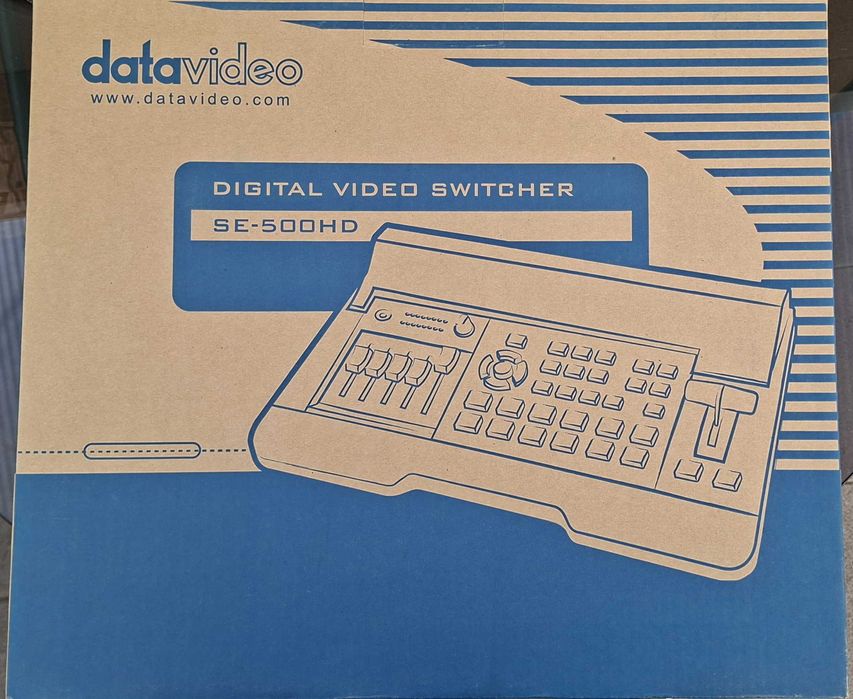 datavideo
www.datavideo.com
DIGITAL VIDEO SWITCHER
SE-500HD